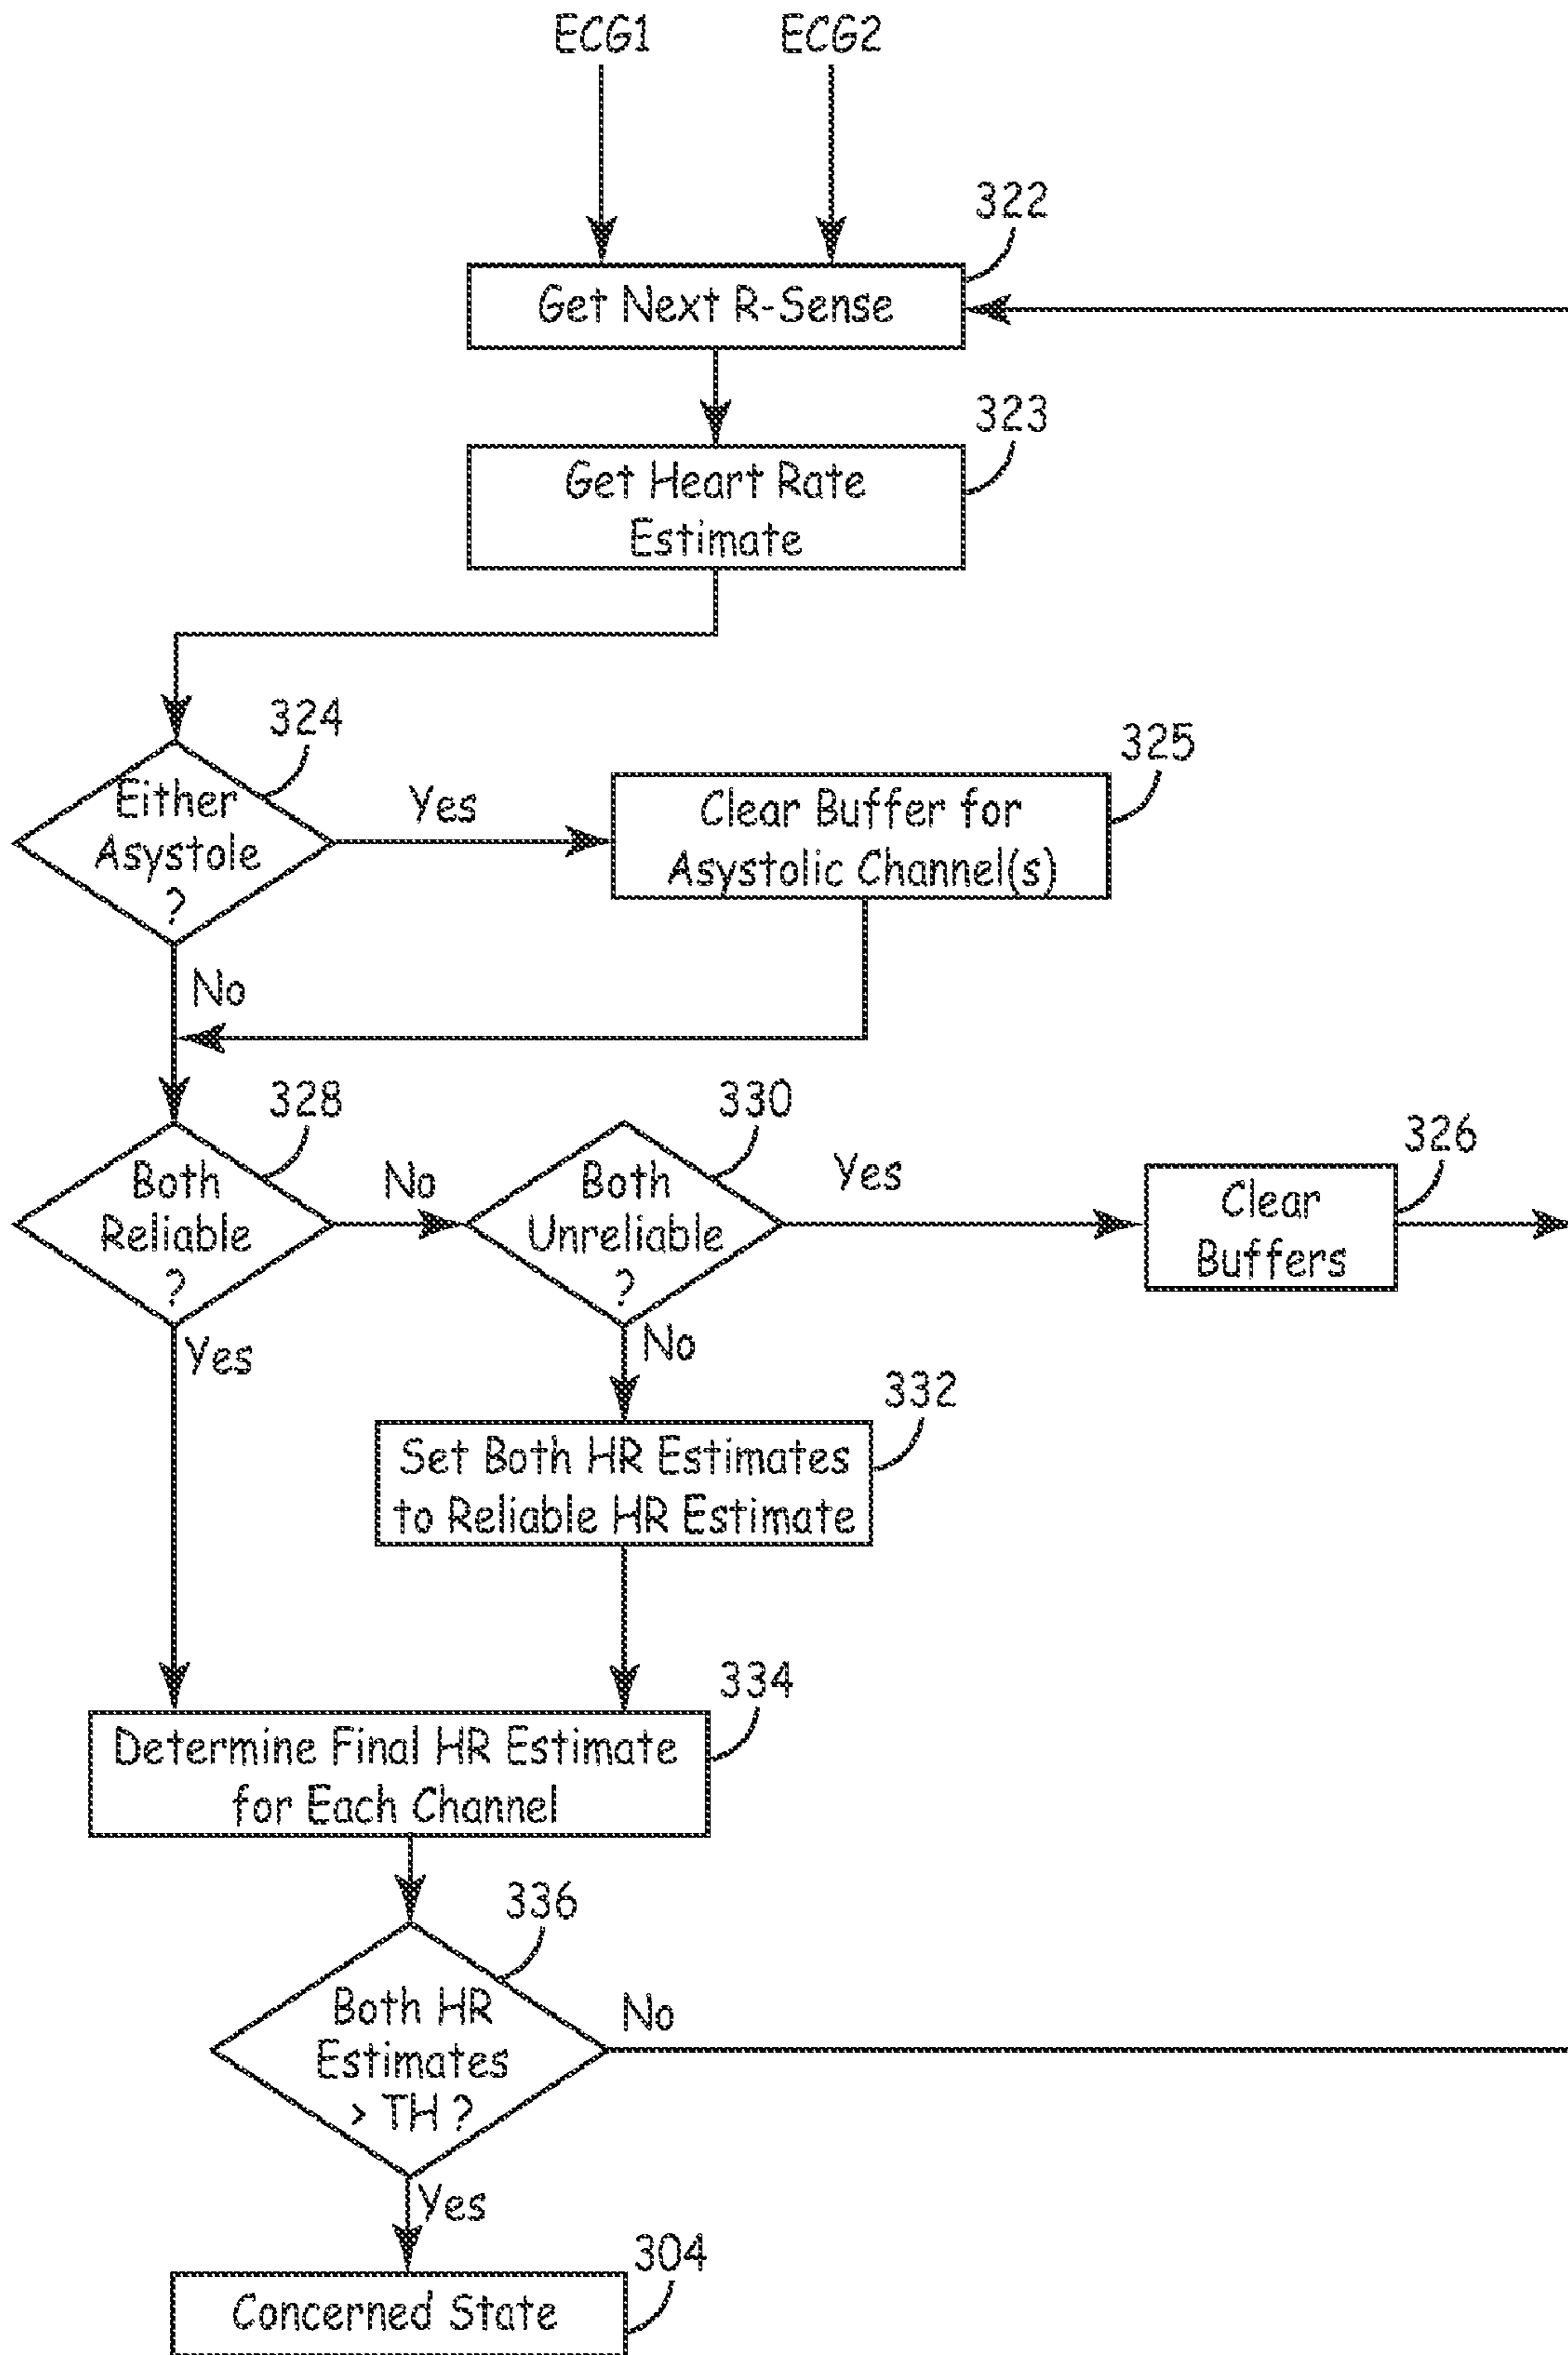 ECG1
ECG2
322
Get Next R-Sense
323
Get Heart Rate
Estimate
324
Either
Asystole
?
Yes
325
Clear Buffer for
Asystolic Channel(s)
No
328
Both
Reliable
?
No
330
Both
Unreliable
?
Yes
326
Clear
Buffers
Yes
No
332
Set Both HR Estimates
to Reliable HR Estimate
334
Determine Final HR Estimate
for Each Channel
336
Both HR
Estimates
> TH ?
No
Yes
304
Concerned State